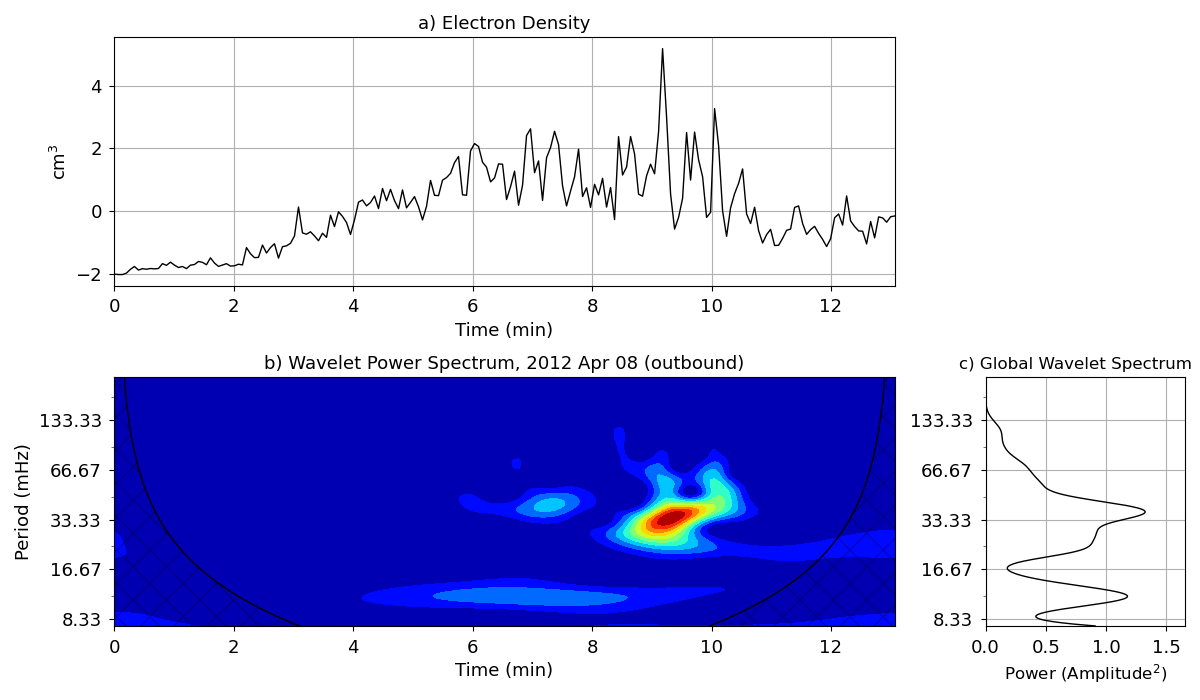 a) Electron Density
cm³
4
2
0
−2
0 2 4 6 8 10 12
Time (min)
b) Wavelet Power Spectrum, 2012 Apr 08 (outbound)
Period (mHz)
133.33
66.67
33.33
16.67
8.33
0 2 4 6 8 10 12
Time (min)
c) Global Wavelet Spectrum
133.33
66.67
33.33
16.67
8.33
0.0 0.5 1.0 1.5
Power (Amplitude²)